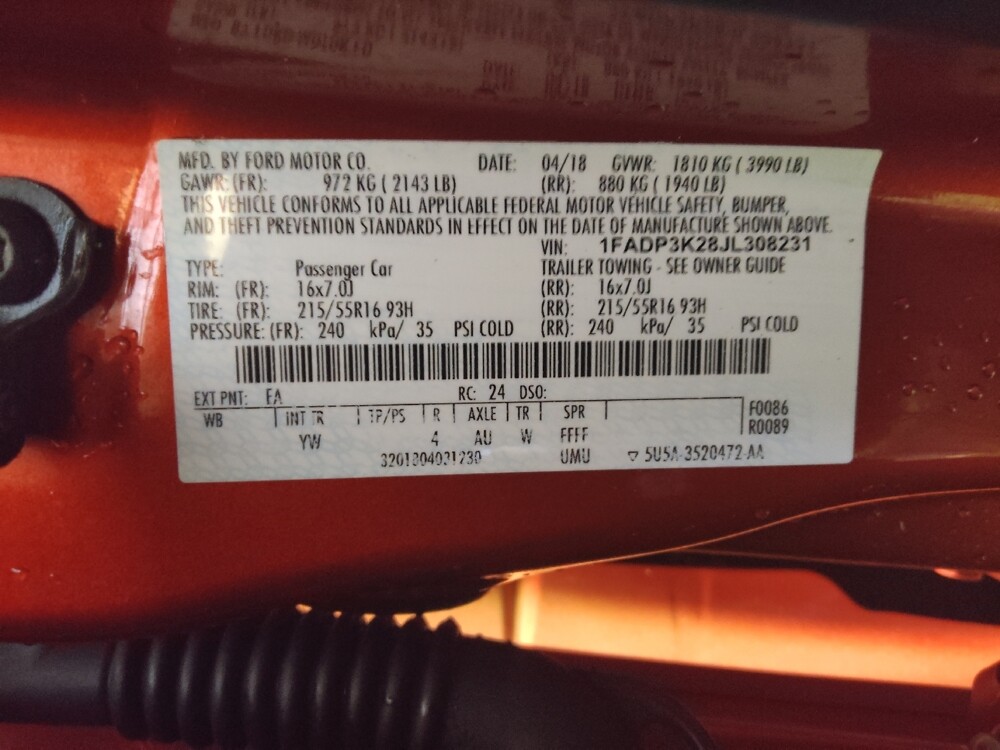 MFD. BY FORD MOTOR CO. DATE: 04/18 GVWR: 1810 KG ( 3990 LB)
GAWR: (FR): 972 KG ( 2143 LB) (RR): 880 KG ( 1940 LB)
THIS VEHICLE CONFORMS TO ALL APPLICABLE FEDERAL MOTOR VEHICLE SAFETY, BUMPER,
AND THEFT PREVENTION STANDARDS IN EFFECT ON THE DATE OF MANUFACTURE SHOWN ABOVE.
VIN: 1FADP3K28JL308231
TYPE: Passenger Car TRAILER TOWING - SEE OWNER GUIDE
RIM: (FR): 16x7.0J (RR): 16x7.0J
TIRE: (FR): 215/55R16 93H (RR): 215/55R16 93H
PRESSURE: (FR): 240 kPa/ 35 PSI COLD (RR): 240 kPa/ 35 PSI COLD
EXT PNT: EA RC: 24 DSO:
WB INT TR TP/PS R AXLE TR SPR F0086
R0089
YW 4 AU W FFFF
UMU ▽ 5U5A-3520472-AA